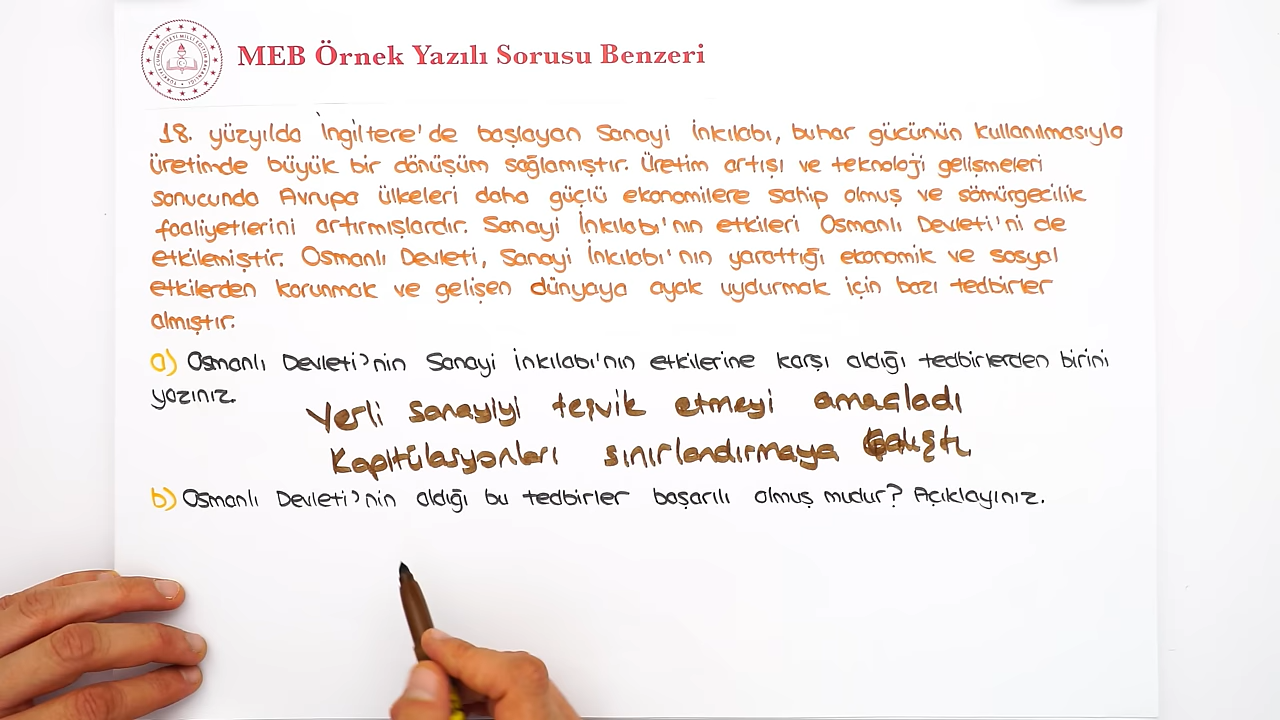 MEB Örnek Yazılı Sorusu Benzeri
18. yüzyılda İngiltere'de başlayan Sanayi İnkılabı, buhar gücünün kullanılmasıyla
üretimde büyük bir dönüşüm sağlamıştır. Üretim artışı ve teknoloji gelişmeleri
sonucunda Avrupa ülkeleri daha güçlü ekonomilere sahip olmuş ve sömürgecilik
faaliyetlerini artırmışlardır. Sanayi İnkılabı'nın etkileri Osmanlı Devleti'ni de
etkilemiştir. Osmanlı Devleti, Sanayi İnkılabı'nın yarattığı ekonomik ve sosyal
etkilerden korunmak ve gelişen dünyaya ayak uydurmak için bazı tedbirler
almıştır.
a) Osmanlı Devleti'nin Sanayi İnkılabı'nın etkilerine karşı aldığı tedbirlerden birini
yazınız.
Yerli sanayiyi teşvik etmeyi amaçladı
Kapitülasyonları sınırlandırmaya çalıştı
b) Osmanlı Devleti'nin aldığı bu tedbirler başarılı olmuş mudur? Açıklayınız.